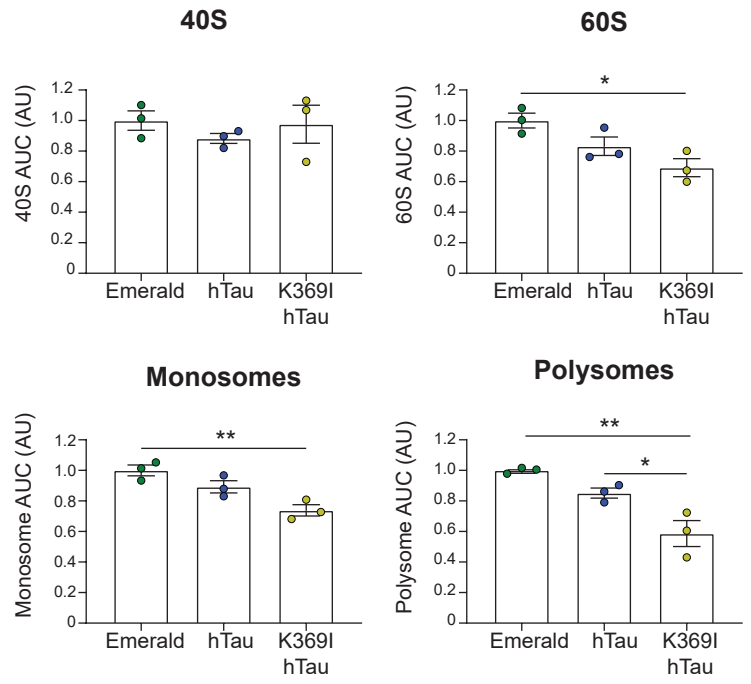 40S
40S AUC (AU)
1.2
1.0
0.8
0.6
0.4
0.2
0
Emerald hTau K369I
hTau
60S
60S AUC (AU)
*
1.2
1.0
0.8
0.6
0.4
0.2
0
Emerald hTau K369I
hTau
Monosomes
Monosome AUC (AU)
**
1.2
1.0
0.8
0.6
0.4
0.2
0
Emerald hTau K369I
hTau
Polysomes
Polysome AUC (AU)
**
*
1.2
1.0
0.8
0.6
0.4
0.2
0
Emerald hTau K369I
hTau